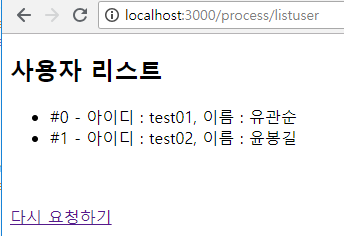 localhost:3000/process/listuser
사용자 리스트
#0 - 아이디 : test01, 이름 : 유관순
#1 - 아이디 : test02, 이름 : 윤봉길
다시 요청하기